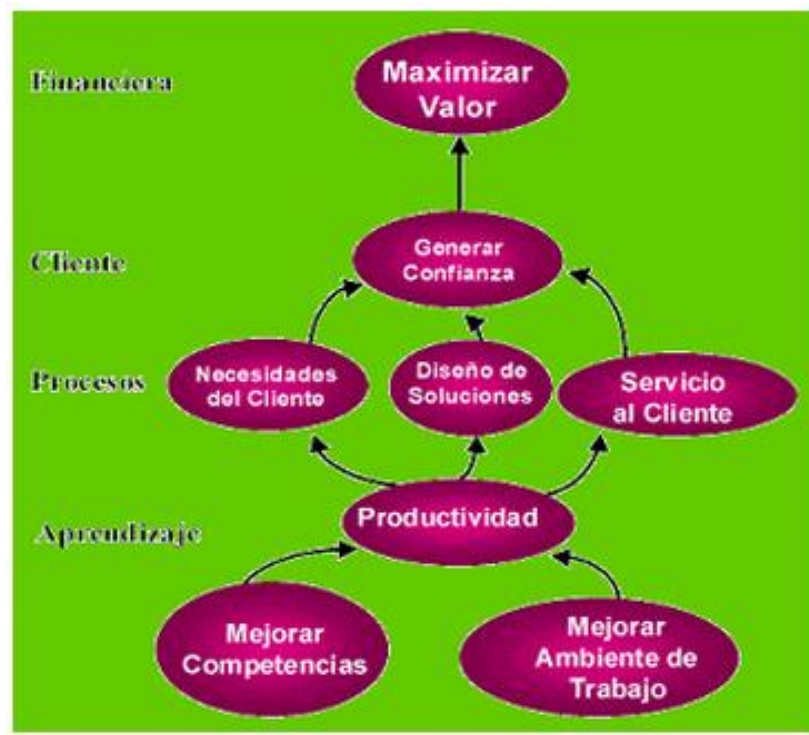 Financiera
Maximizar
Valor
Cliente
Generar
Confianza
Procesos
Necesidades
del Cliente
Diseño de
Soluciones
Servicio
al Cliente
Aprendizaje
Productividad
Mejorar
Competencias
Mejorar
Ambiente de
Trabajo